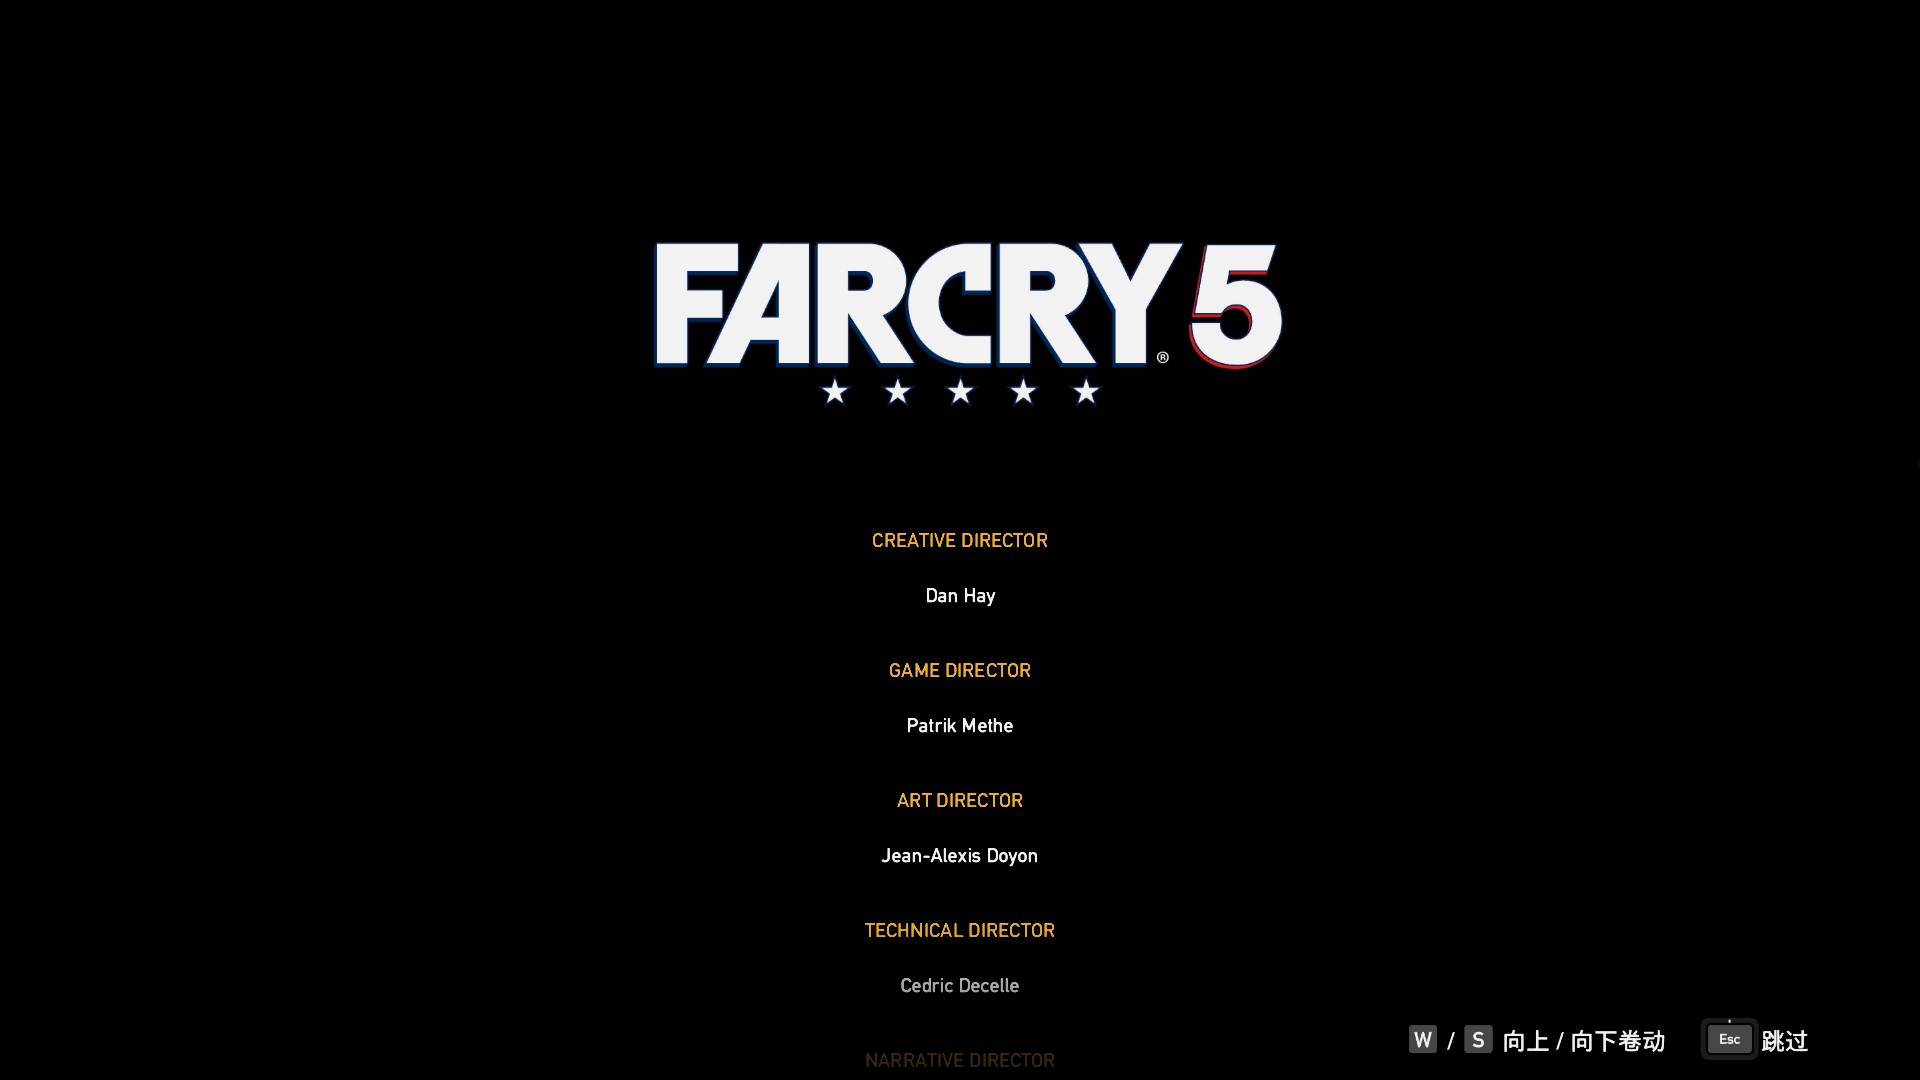 FARCRY®5
CREATIVE DIRECTOR
Dan Hay
GAME DIRECTOR
Patrik Methe
ART DIRECTOR
Jean-Alexis Doyon
TECHNICAL DIRECTOR
Cedric Decelle
NARRATIVE DIRECTOR
W / S 向上 / 向下卷动 Esc 跳过